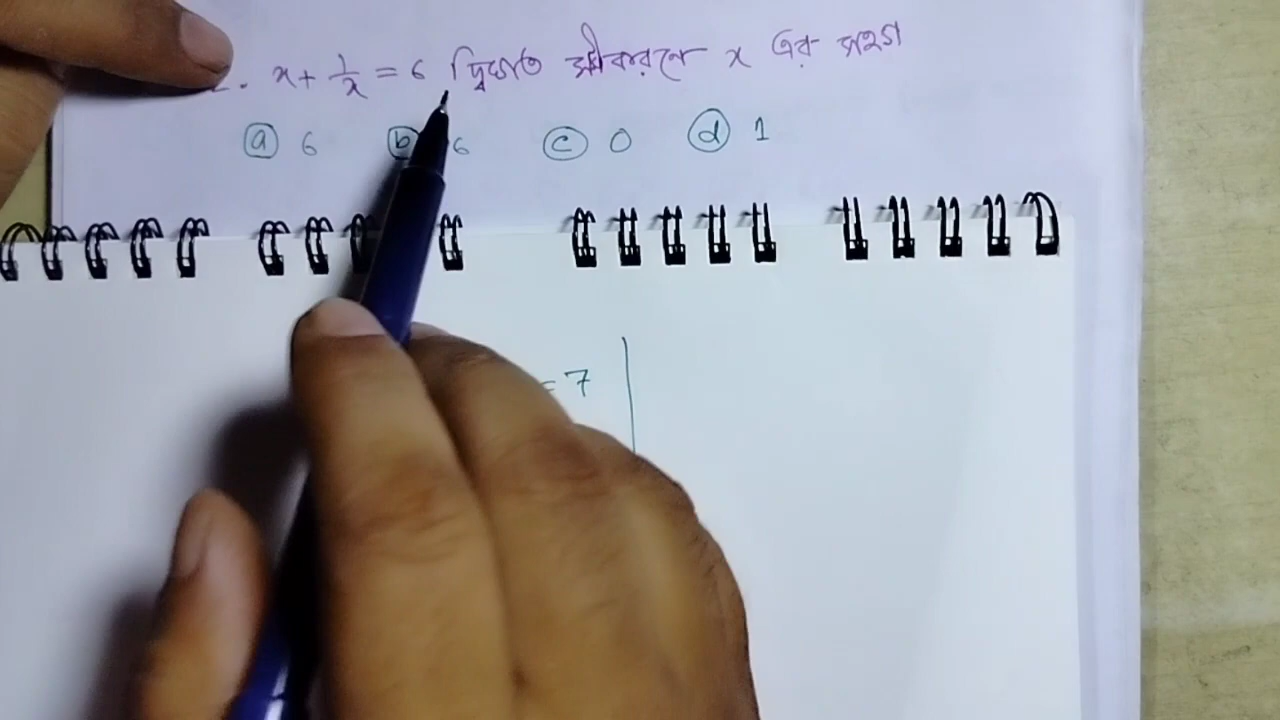 x + 1/x = 6 দ্বিঘাত সমীকরণে x এর সহগ
ⓐ 6 ⓑ 6 ⓒ 0 ⓓ 1
= 7